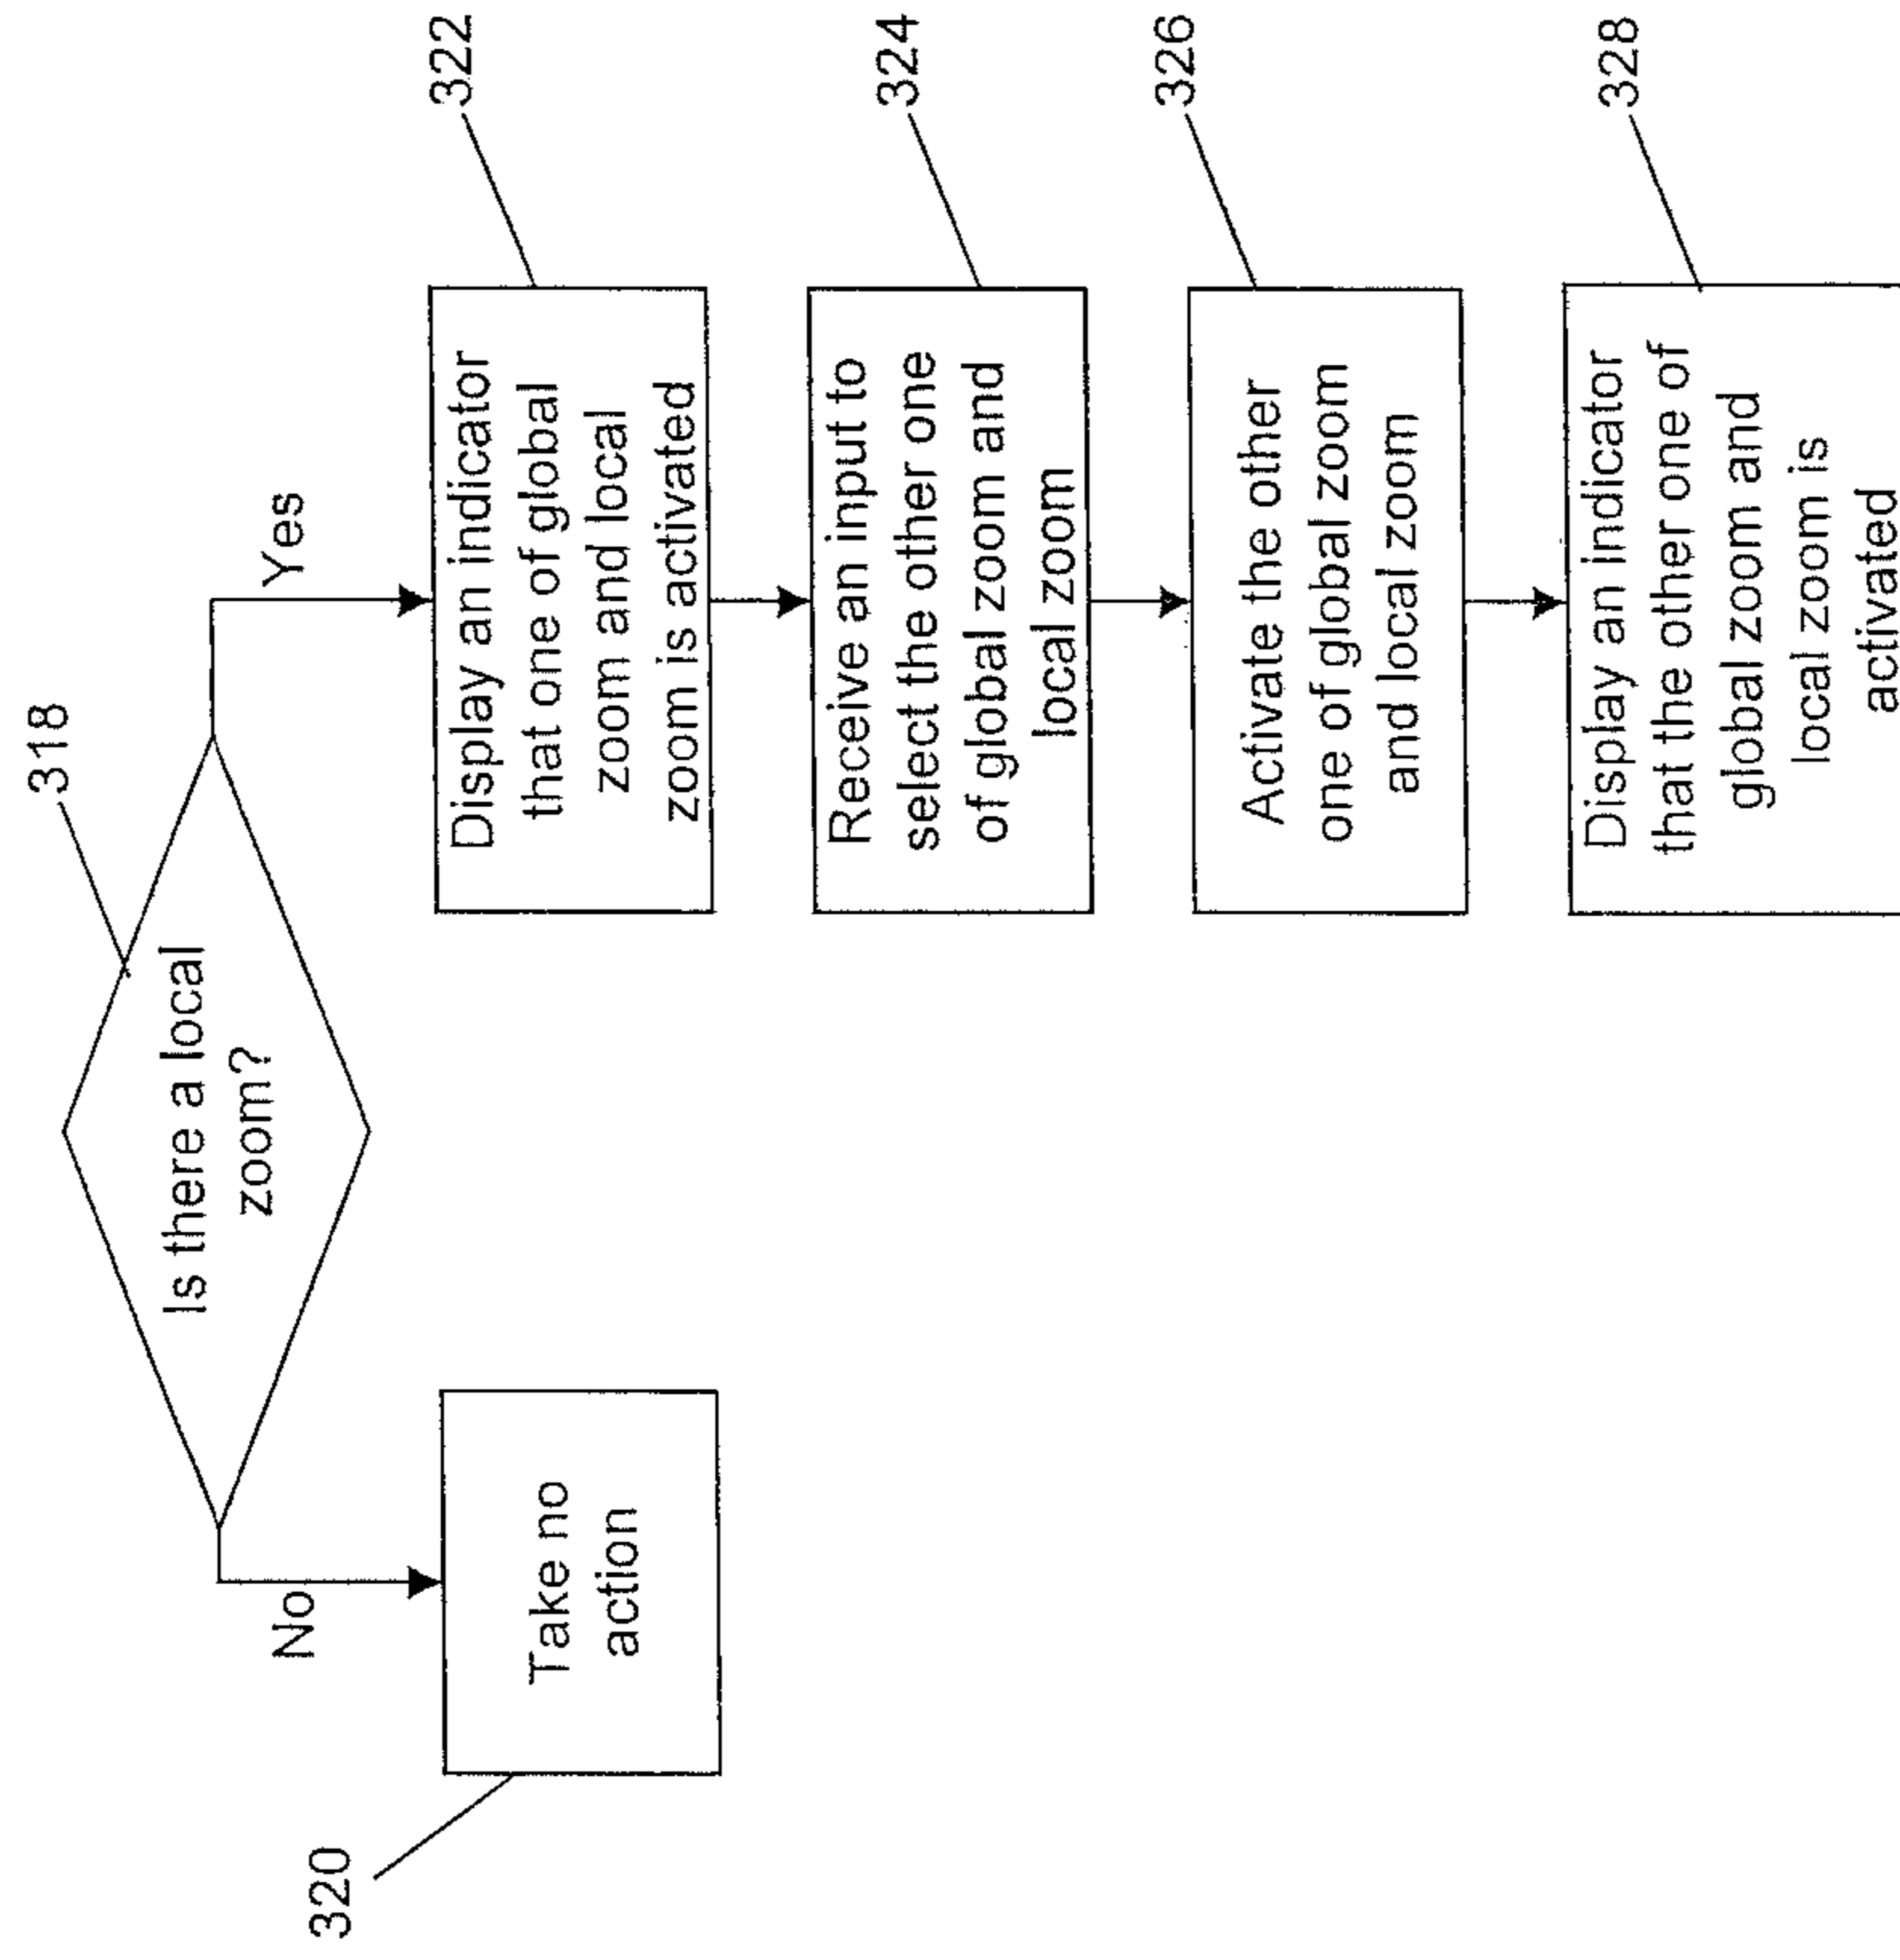 318
Is there a local
zoom?
No
Yes
320
Take no
action
322
Display an indicator
that one of global
zoom and local
zoom is activated
324
Receive an input to
select the other one
of global zoom and
local zoom
326
Activate the other
one of global zoom
and local zoom
328
Display an indicator
that the other one of
global zoom and
local zoom is
activated